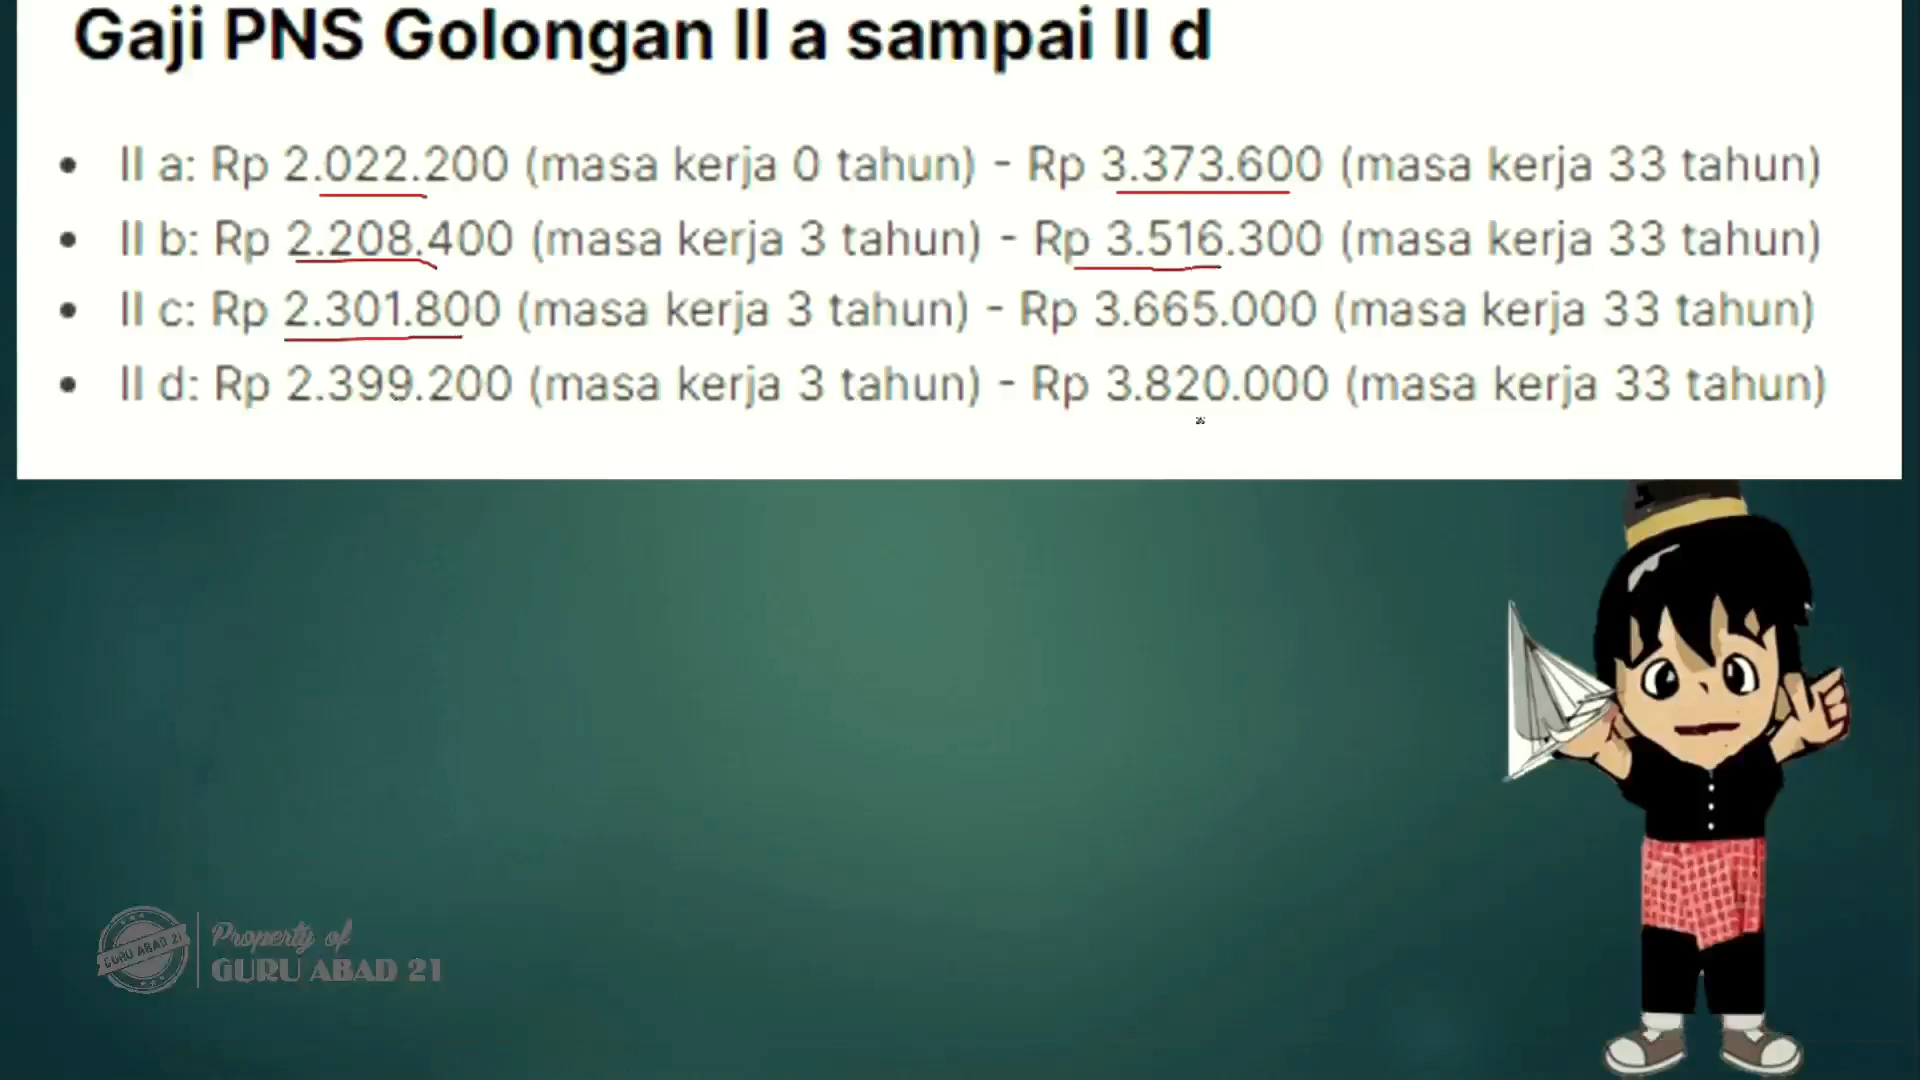 Gaji PNS Golongan II a sampai II d
• II a: Rp 2.022.200 (masa kerja 0 tahun) - Rp 3.373.600 (masa kerja 33 tahun)
• II b: Rp 2.208.400 (masa kerja 3 tahun) - Rp 3.516.300 (masa kerja 33 tahun)
• II c: Rp 2.301.800 (masa kerja 3 tahun) - Rp 3.665.000 (masa kerja 33 tahun)
• II d: Rp 2.399.200 (masa kerja 3 tahun) - Rp 3.820.000 (masa kerja 33 tahun)
GURU ABAD 21
Property of
GURU ABAD 21